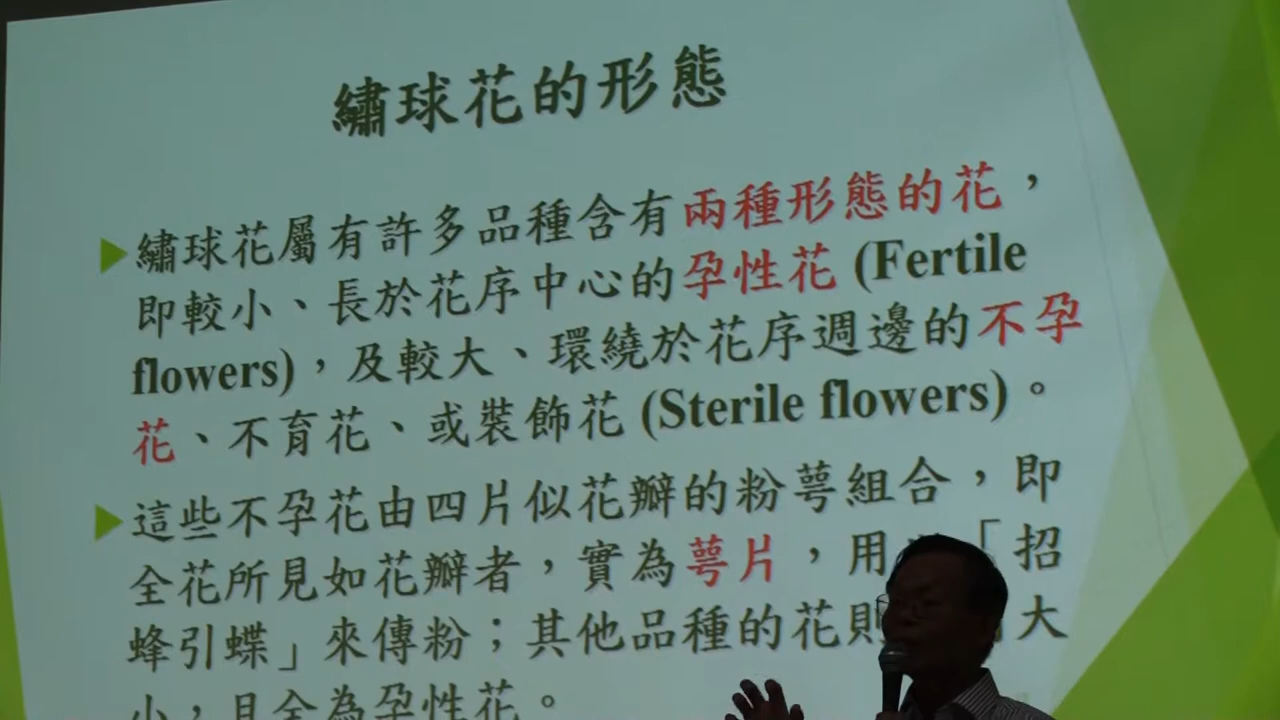 繡球花的形態
繡球花屬有許多品種含有兩種形態的花，
即較小、長於花序中心的孕性花 (Fertile
flowers)，及較大、環繞於花序週邊的不孕
花、不育花、或裝飾花 (Sterile flowers)。
這些不孕花由四片似花瓣的粉萼組合，即
全花所見如花瓣者，實為萼片，用「招
蜂引蝶」來傳粉；其他品種的花則大
小，且全為孕性花。